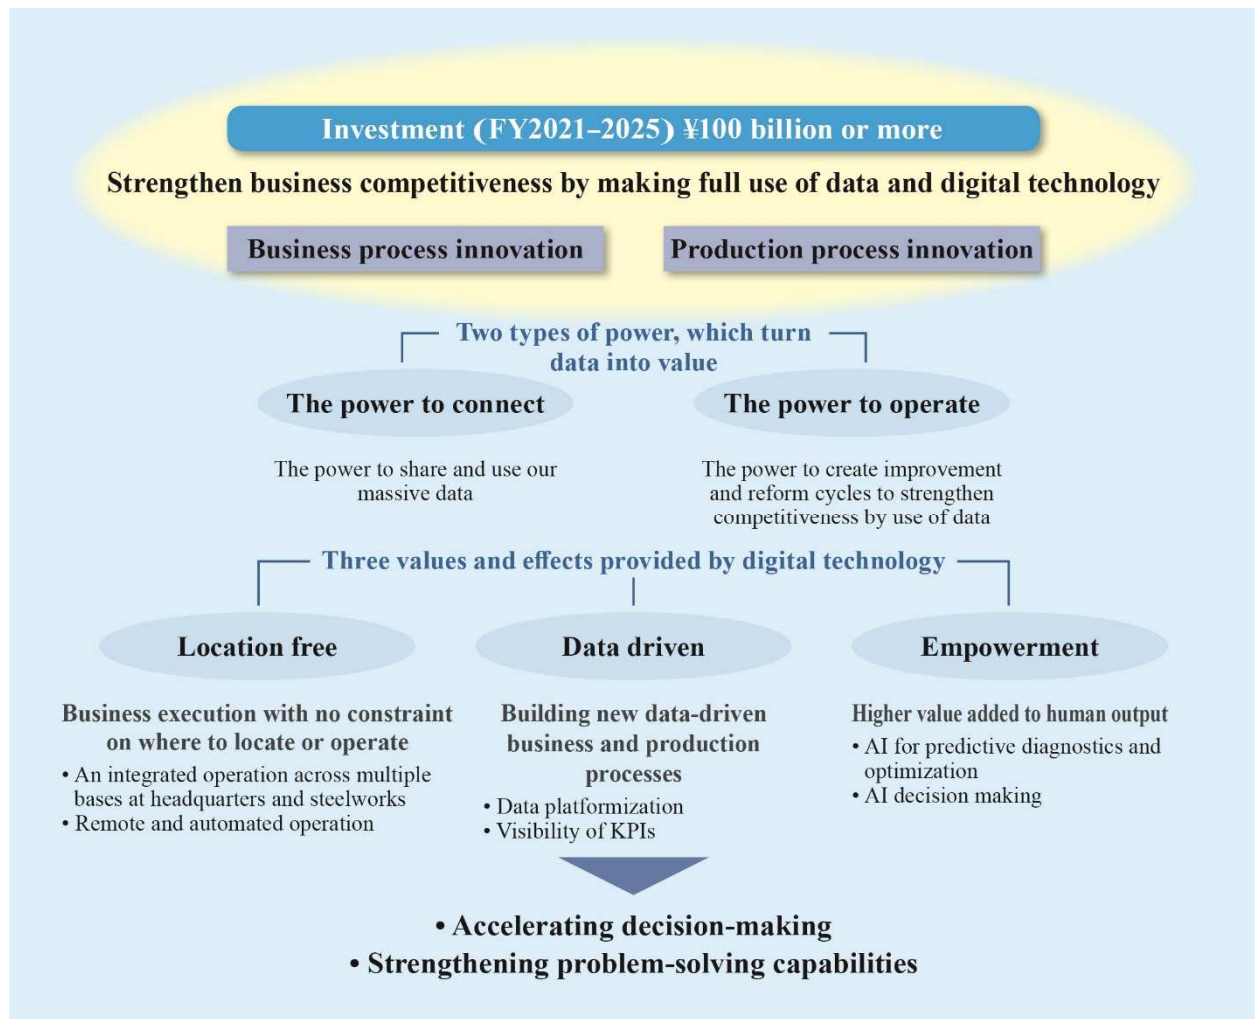 Investment (FY2021–2025) ¥100 billion or more
Strengthen business competitiveness by making full use of data and digital technology
Business process innovation
Production process innovation
Two types of power, which turn
data into value
The power to connect
The power to share and use our
massive data
The power to operate
The power to create improvement
and reform cycles to strengthen
competitiveness by use of data
Three values and effects provided by digital technology
Location free
Business execution with no constraint
on where to locate or operate
• An integrated operation across multiple
bases at headquarters and steelworks
• Remote and automated operation
Data driven
Building new data-driven
business and production
processes
• Data platformization
• Visibility of KPIs
Empowerment
Higher value added to human output
• AI for predictive diagnostics and
optimization
• AI decision making
• Accelerating decision-making
• Strengthening problem-solving capabilities